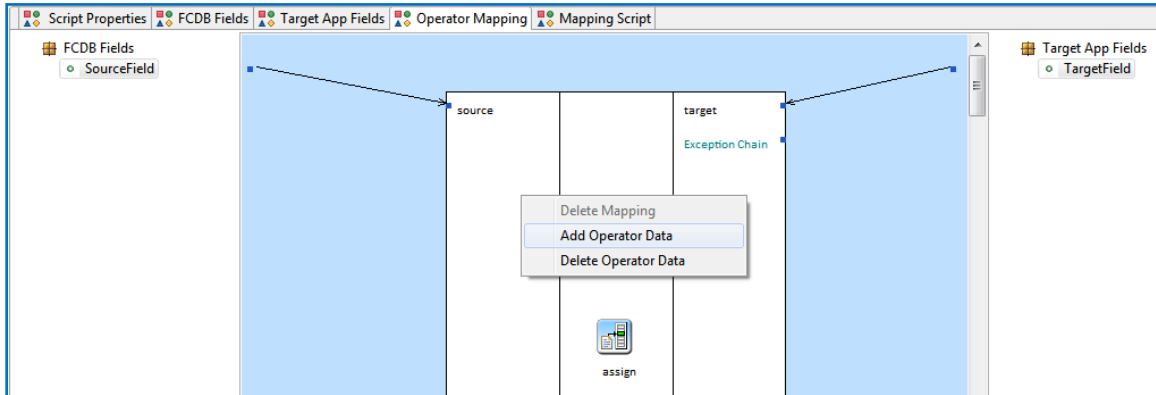 Script Properties FCDB Fields Target App Fields Operator Mapping Mapping Script
FCDB Fields Target App Fields
SourceField TargetField
source target
Exception Chain
Delete Mapping
Add Operator Data
Delete Operator Data
assign